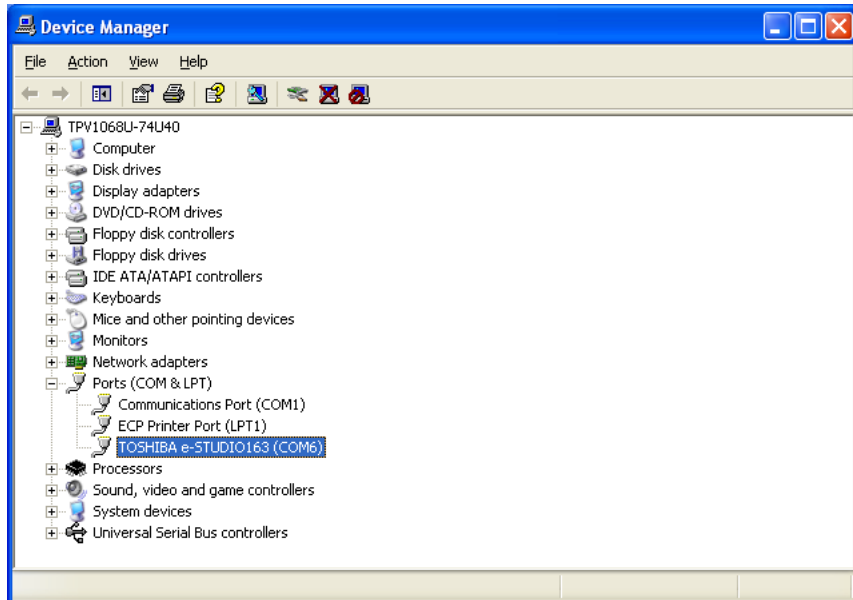 Device Manager
File Action View Help
TPV1068U-74U40
Computer
Disk drives
Display adapters
DVD/CD-ROM drives
Floppy disk controllers
Floppy disk drives
IDE ATA/ATAPI controllers
Keyboards
Mice and other pointing devices
Monitors
Network adapters
Ports (COM & LPT)
Communications Port (COM1)
ECP Printer Port (LPT1)
TOSHIBA e-STUDIO163 (COM6)
Processors
Sound, video and game controllers
System devices
Universal Serial Bus controllers